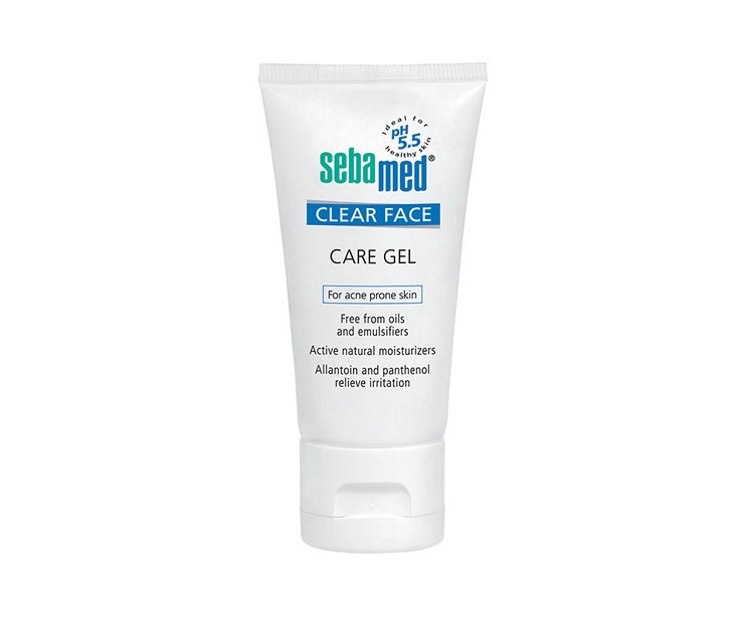 Ideal for
pH
5.5
healthy skin
sebamed®
CLEAR FACE
CARE GEL
For acne prone skin
Free from oils
and emulsifiers
Active natural moisturizers
Allantoin and panthenol
relieve irritation